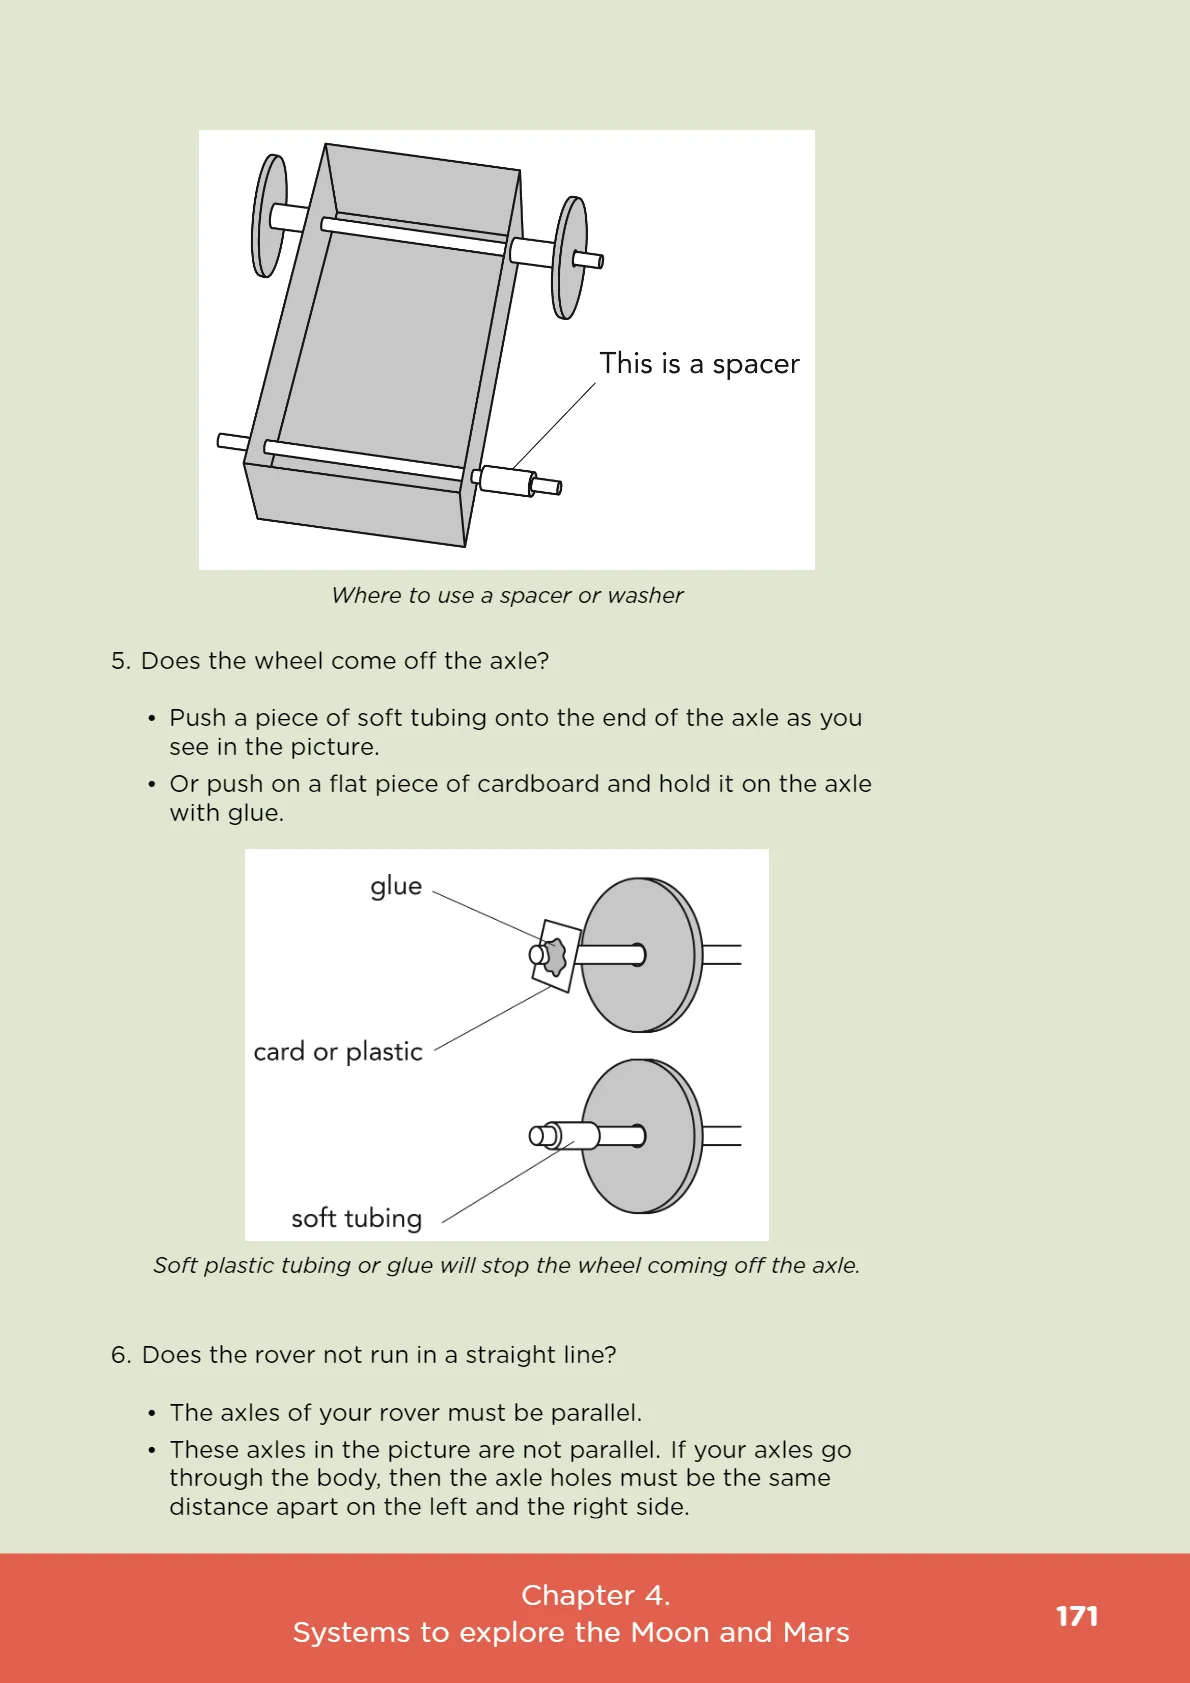 This is a spacer
Where to use a spacer or washer
5. Does the wheel come off the axle?
• Push a piece of soft tubing onto the end of the axle as you
see in the picture.
• Or push on a flat piece of cardboard and hold it on the axle
with glue.
glue
card or plastic
soft tubing
Soft plastic tubing or glue will stop the wheel coming off the axle.
6. Does the rover not run in a straight line?
• The axles of your rover must be parallel.
• These axles in the picture are not parallel. If your axles go
through the body, then the axle holes must be the same
distance apart on the left and the right side.
Chapter 4.
Systems to explore the Moon and Mars
171